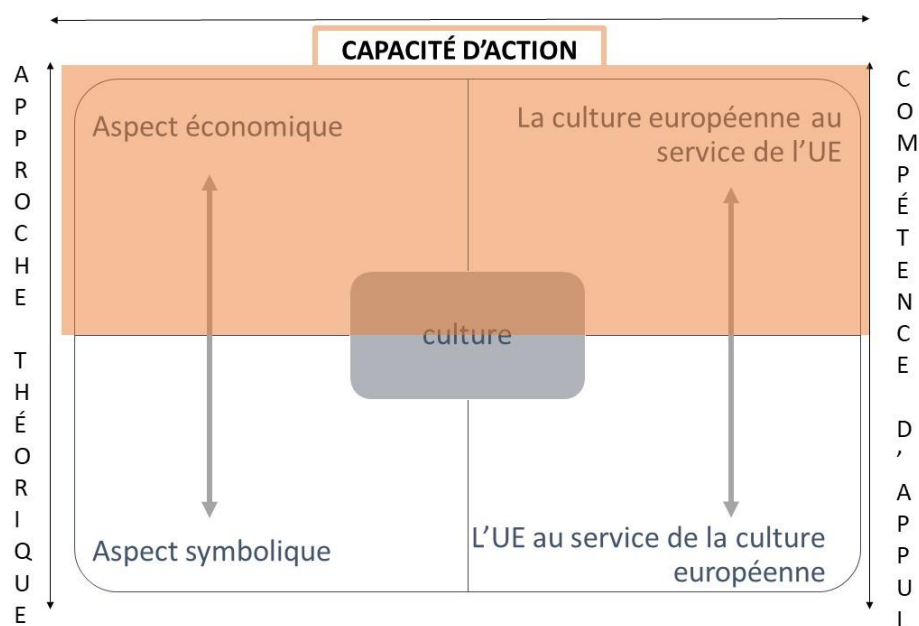 CAPACITÉ D'ACTION
APPROCHE THÉORIQUE
Aspect économique
La culture européenne au
service de l'UE
COMPÉTENCE D'APPUI
culture
Aspect symbolique
L'UE au service de la culture
européenne